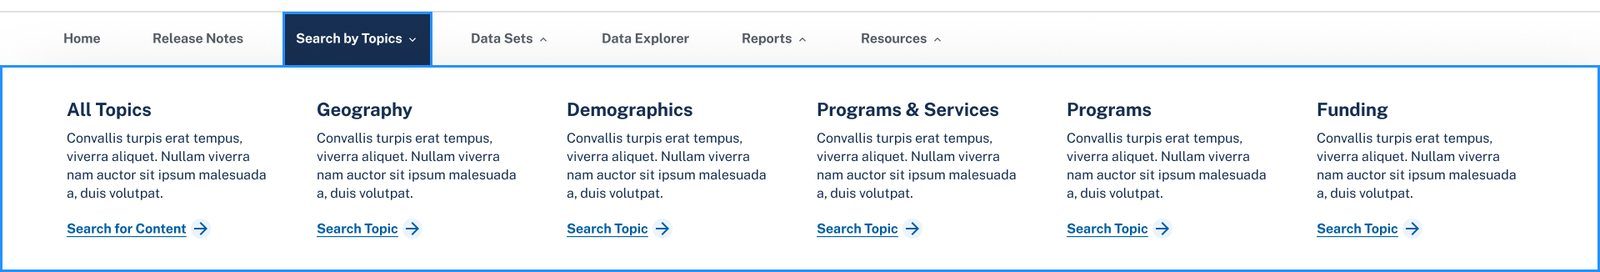 Home Release Notes Search by Topics Data Sets Data Explorer Reports Resources
All Topics
Convallis turpis erat tempus,
viverra aliquet. Nullam viverra
nam auctor sit ipsum malesuada
a, duis volutpat.
Search for Content
Geography
Convallis turpis erat tempus,
viverra aliquet. Nullam viverra
nam auctor sit ipsum malesuada
a, duis volutpat.
Search Topic
Demographics
Convallis turpis erat tempus,
viverra aliquet. Nullam viverra
nam auctor sit ipsum malesuada
a, duis volutpat.
Search Topic
Programs & Services
Convallis turpis erat tempus,
viverra aliquet. Nullam viverra
nam auctor sit ipsum malesuada
a, duis volutpat.
Search Topic
Programs
Convallis turpis erat tempus,
viverra aliquet. Nullam viverra
nam auctor sit ipsum malesuada
a, duis volutpat.
Search Topic
Funding
Convallis turpis erat tempus,
viverra aliquet. Nullam viverra
nam auctor sit ipsum malesuada
a, duis volutpat.
Search Topic